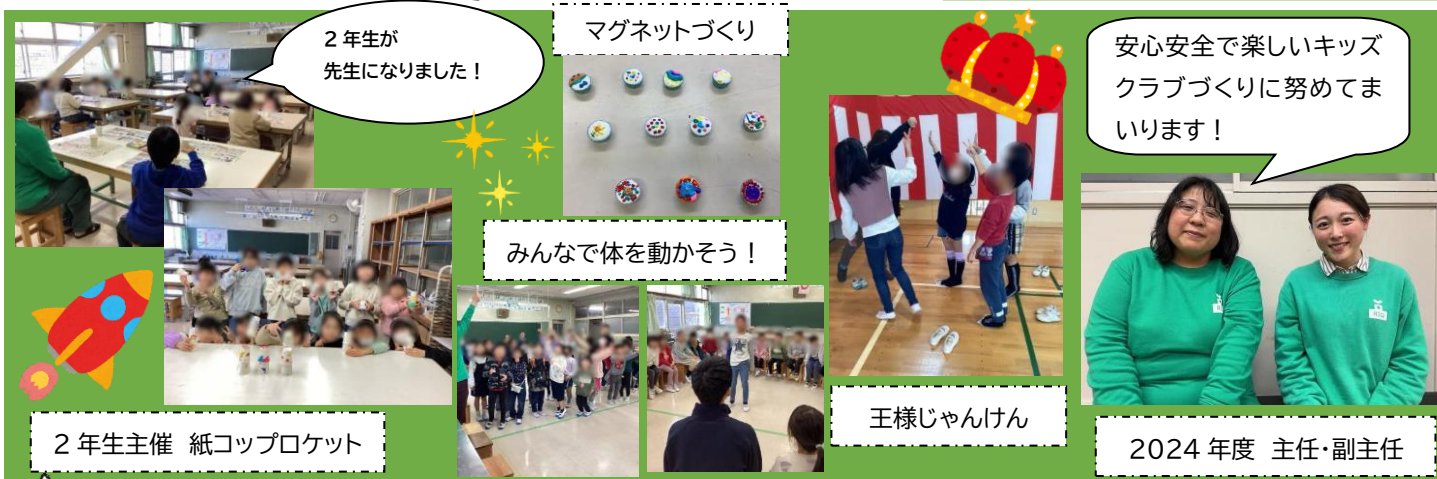 2年生が
先生になりました！
マグネットづくり
みんなで体を動かそう！
安心安全で楽しいキッズ
クラブづくりに努めてま
いります！
2年生主催 紙コップロケット
王様じゃんけん
2024年度 主任・副主任